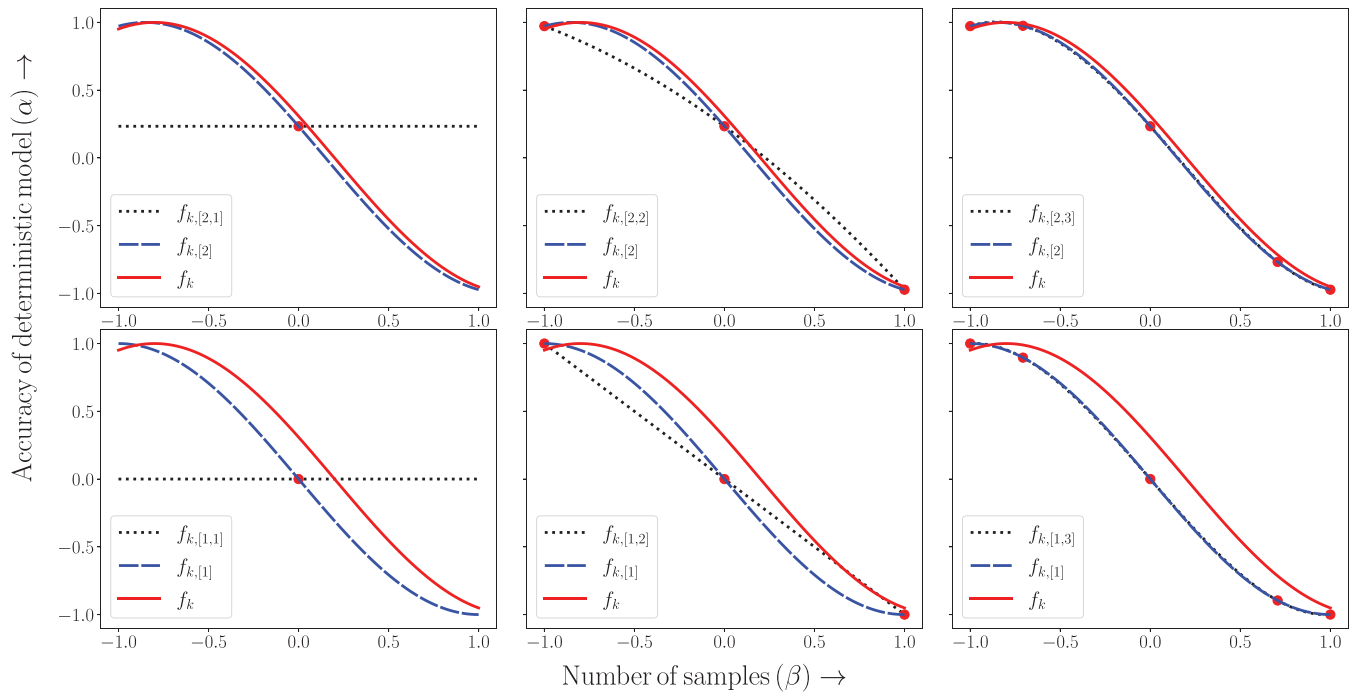 Accuracy of deterministic model (α) →
1.0
0.5
0.0
−0.5
−1.0
f_{k,[2,1]}
f_{k,[2]}
f_k
−1.0 −0.5 0.0 0.5 1.0
f_{k,[2,2]}
f_{k,[2]}
f_k
−1.0 −0.5 0.0 0.5 1.0
f_{k,[2,3]}
f_{k,[2]}
f_k
−1.0 −0.5 0.0 0.5 1.0
1.0
0.5
0.0
−0.5
−1.0
f_{k,[1,1]}
f_{k,[1]}
f_k
−1.0 −0.5 0.0 0.5 1.0
f_{k,[1,2]}
f_{k,[1]}
f_k
−1.0 −0.5 0.0 0.5 1.0
f_{k,[1,3]}
f_{k,[1]}
f_k
−1.0 −0.5 0.0 0.5 1.0
Number of samples (β) →